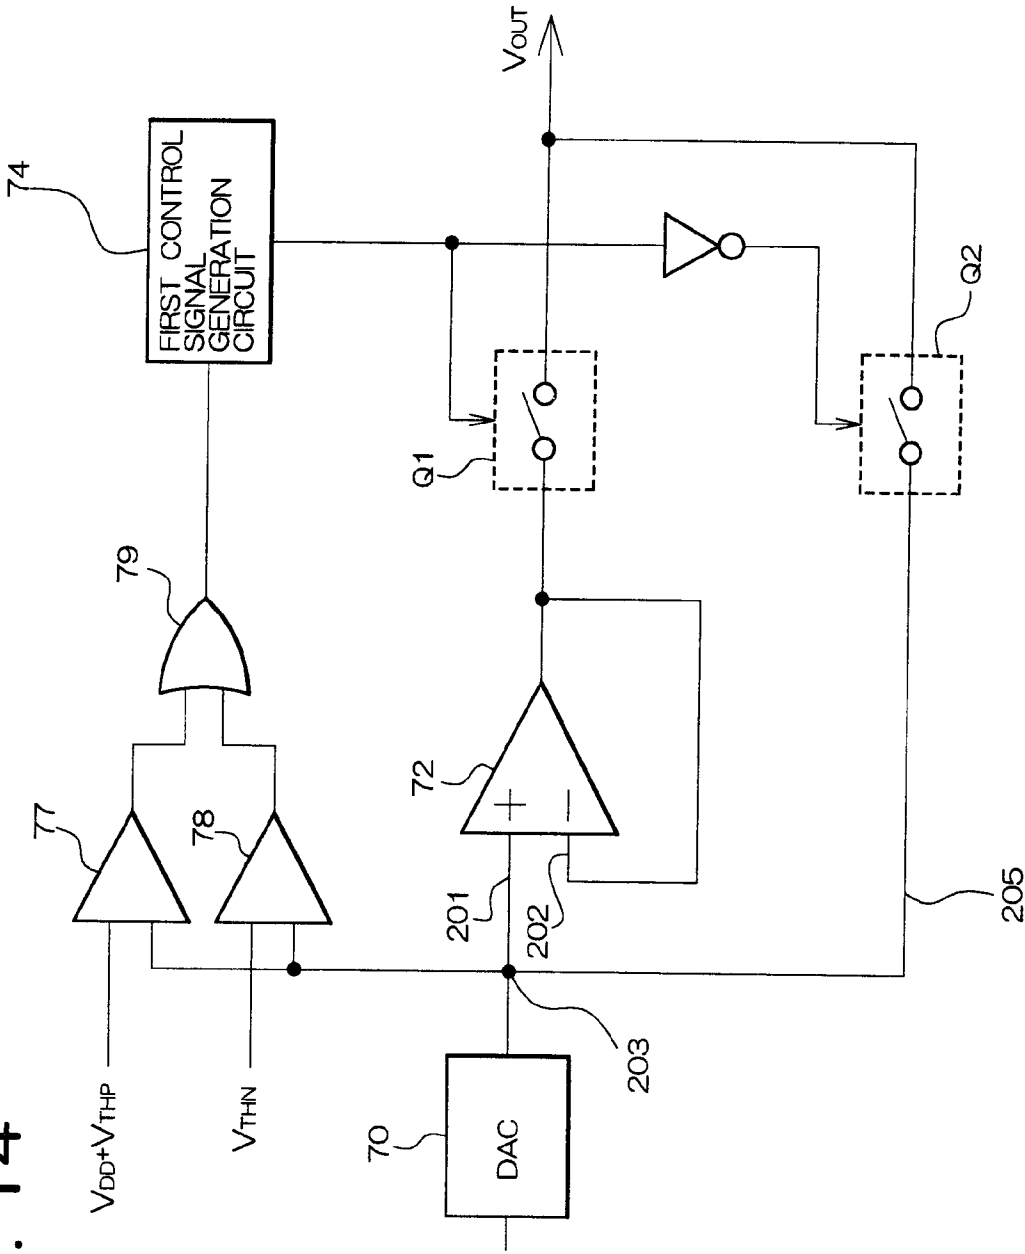 . 14
74
77
VDD+VTHP
79
FIRST CONTROL
SIGNAL
GENERATION
CIRCUIT
78
VTHN
70
72
Q1
201
+
DAC
VOUT
202
−
203
Q2
205